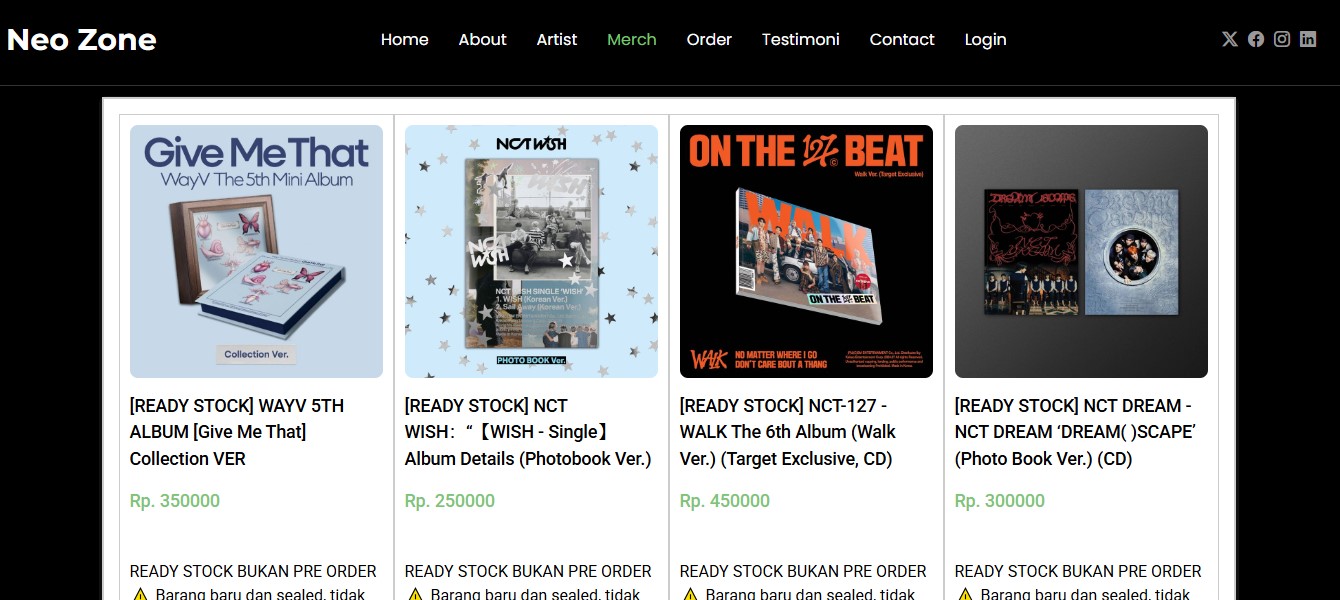 Neo Zone
Home About Artist Merch Order Testimoni Contact Login
Give Me That
WayV The 5th Mini Album
Collection Ver.
[READY STOCK] WAYV 5TH
ALBUM [Give Me That]
Collection VER
Rp. 350000
READY STOCK BUKAN PRE ORDER
⚠️ Barang baru dan sealed, tidak
NCT WISH
NCT WISH
NCT WISH SINGLE 'WISH'
1. WISH (Korean Ver.)
2. Sail Away (Korean Ver.)
PHOTO BOOK Ver.
[READY STOCK] NCT
WISH：“【WISH - Single】
Album Details (Photobook Ver.)
Rp. 250000
READY STOCK BUKAN PRE ORDER
⚠️ Barang baru dan sealed, tidak
ON THE 127 BEAT
Walk Ver. (Target Exclusive)
WALK
ON THE 127 BEAT
WALK
NO MATTER WHERE I GO
DON'T CARE BOUT A THANG
[READY STOCK] NCT-127 -
WALK The 6th Album (Walk
Ver.) (Target Exclusive, CD)
Rp. 450000
READY STOCK BUKAN PRE ORDER
⚠️ Barang baru dan sealed, tidak
[READY STOCK] NCT DREAM -
NCT DREAM ‘DREAM( )SCAPE’
(Photo Book Ver.) (CD)
Rp. 300000
READY STOCK BUKAN PRE ORDER
⚠️ Barang baru dan sealed, tidak